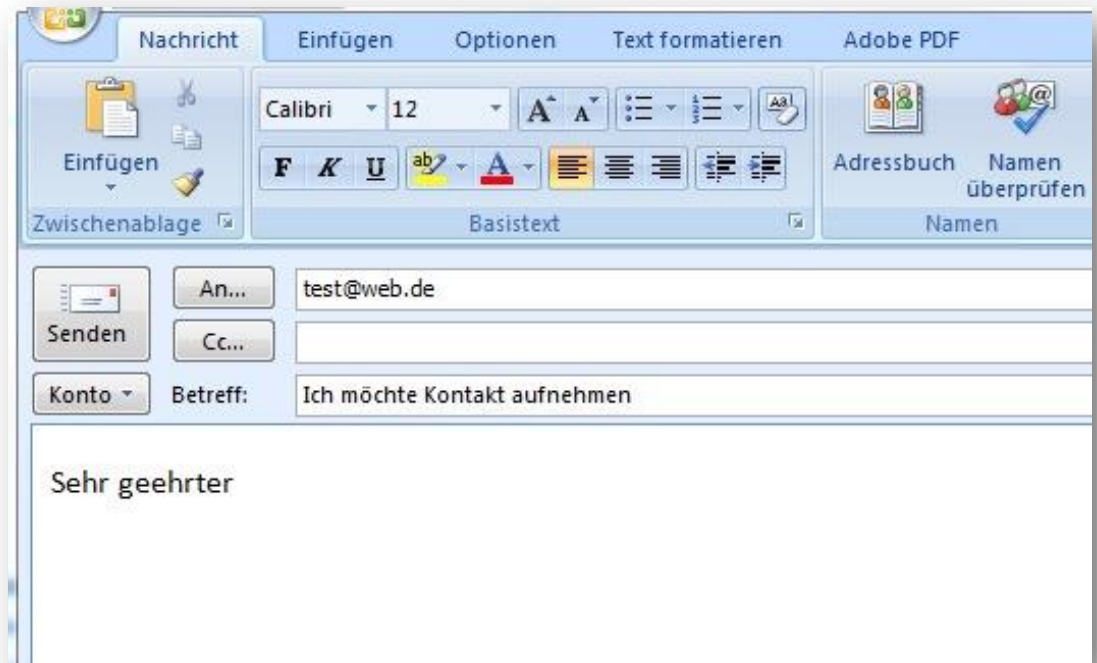 Nachricht Einfügen Optionen Text formatieren Adobe PDF
Calibri 12
Einfügen
F K U
Adressbuch
Namen
überprüfen
Zwischenablage Basistext Namen
Senden
An... test@web.de
Cc...
Konto Betreff: Ich möchte Kontakt aufnehmen
Sehr geehrter